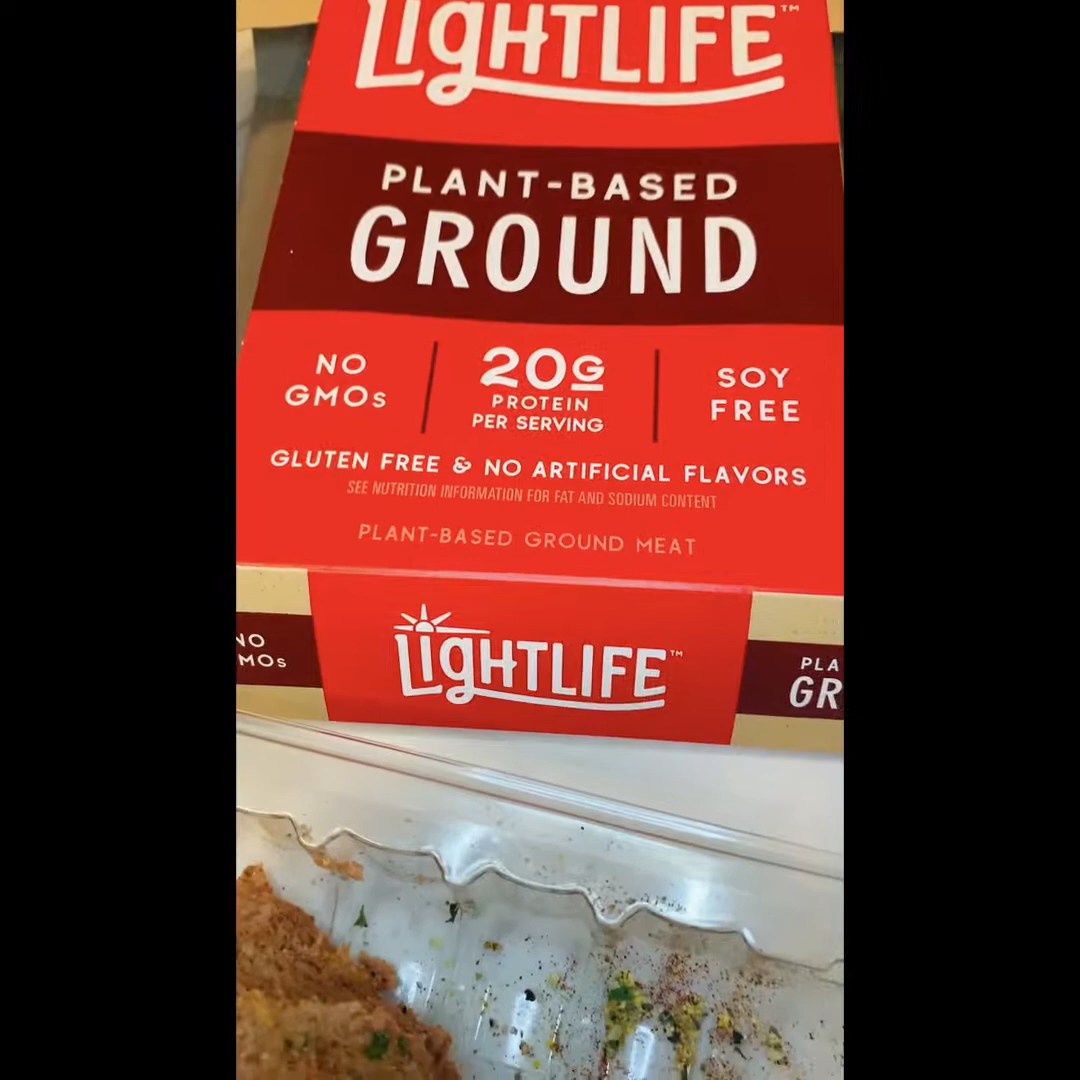 LightLife™
PLANT-BASED
GROUND
NO
GMOs
20G
PROTEIN
PER SERVING
SOY
FREE
GLUTEN FREE & NO ARTIFICIAL FLAVORS
SEE NUTRITION INFORMATION FOR FAT AND SODIUM CONTENT
PLANT-BASED GROUND MEAT
NO
MOs
LightLife™
PLA
GR